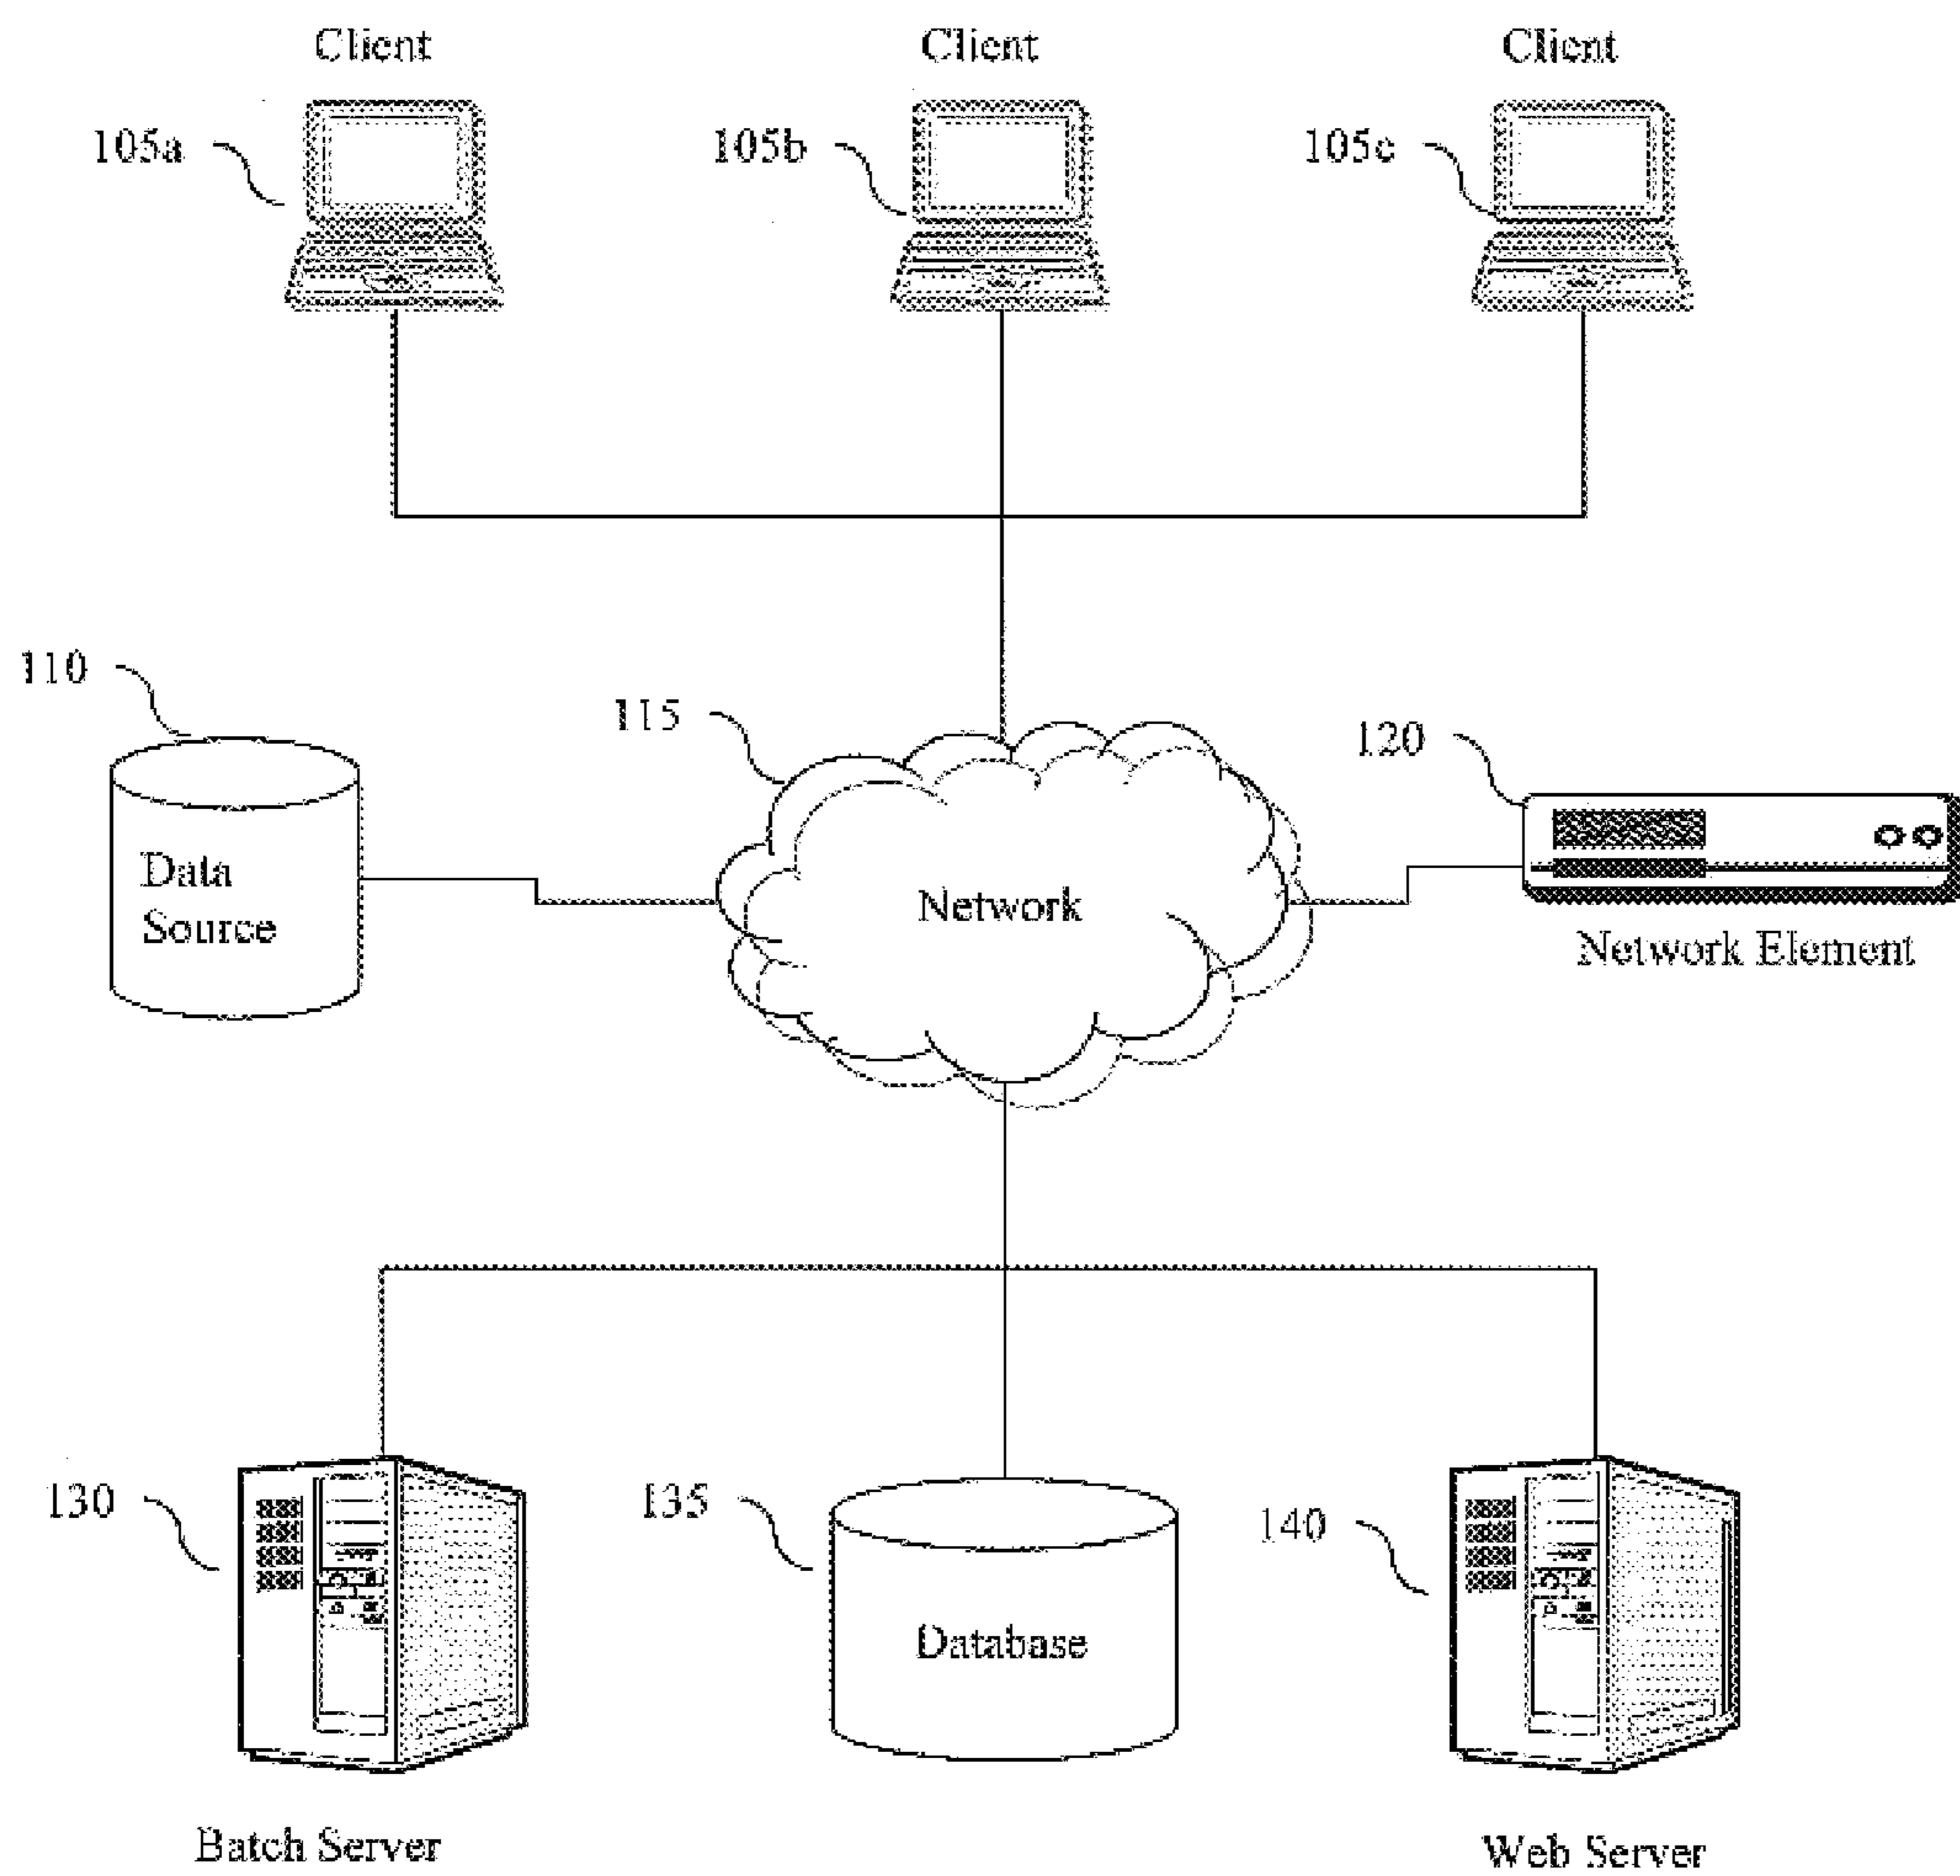 Client
Client
Client
105a
105b
105c
110
115
120
Data
Source
Network
Network Element
130
135
140
Database
Batch Server
Web Server